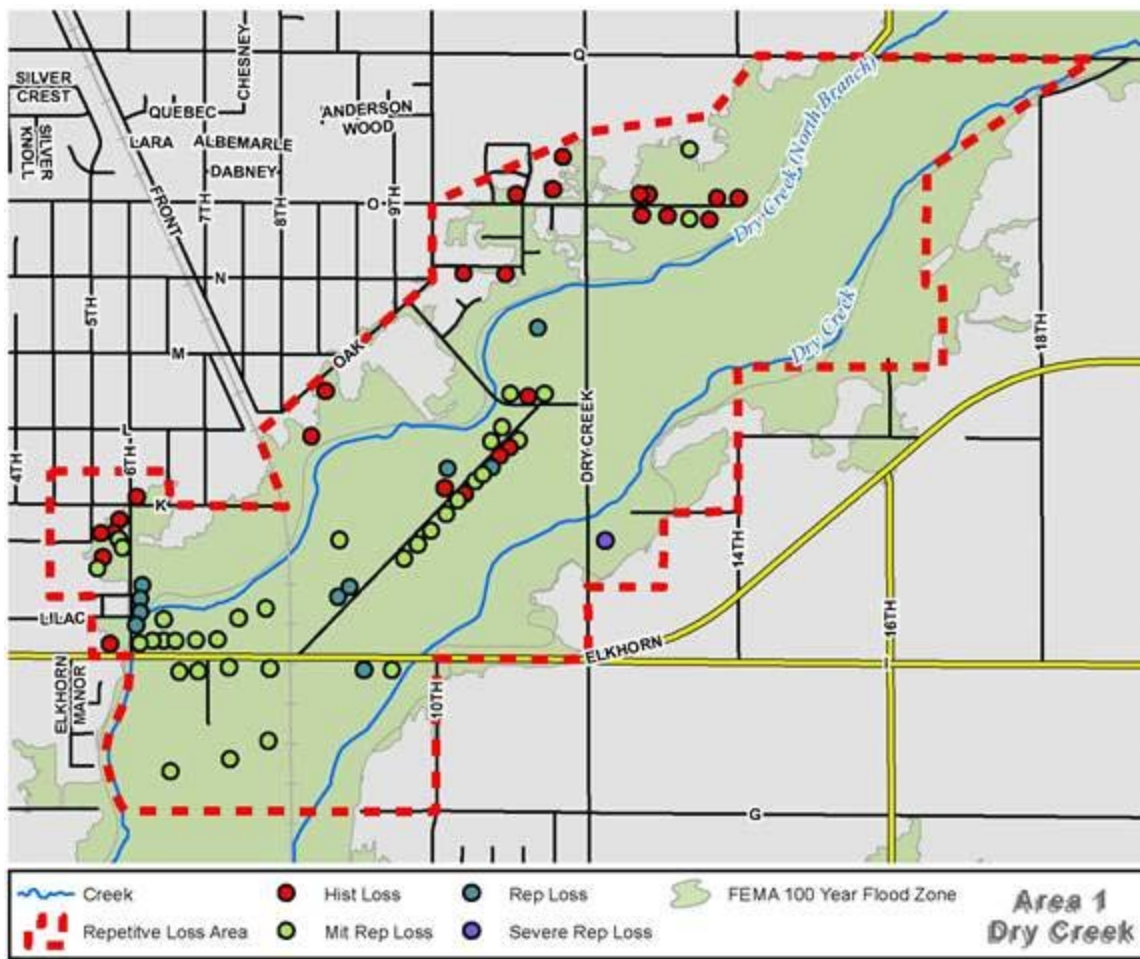 Q
SILVER
CREST
CHESNEY
QUEBEC
ANDERSON
WOOD
SILVER
KNOLL
LARA
ALBEMARLE
DABNEY
FRONT
7TH
8TH
9TH
O
Dry Creek (North Branch)
N
5TH
M
OAK
Dry Creek
18TH
DRY CREEK
L
4TH
6TH
K
14TH
LILAC
ELKHORN
16TH
I
ELKHORN
MANOR
10TH
G
Creek
Hist Loss
Rep Loss
FEMA 100 Year Flood Zone
Repetitve Loss Area
Mit Rep Loss
Severe Rep Loss
Area 1
Dry Creek